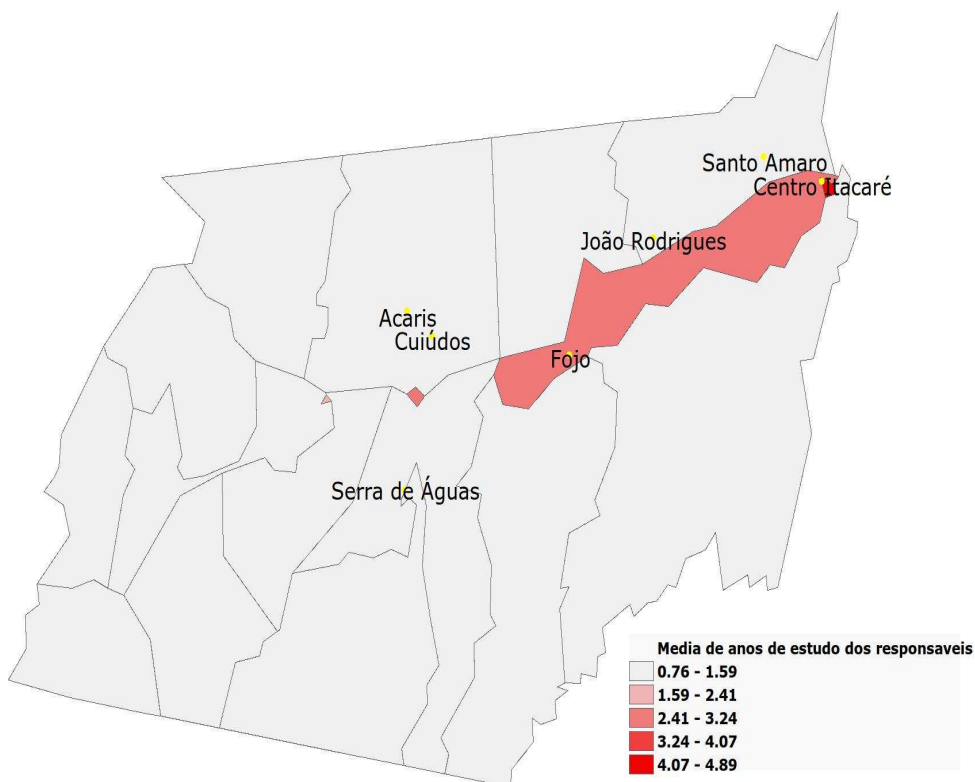 Santo Amaro
Centro Itacaré
João Rodrigues
Acaris
Cuiúdos
Fojo
Serra de Águas
Media de anos de estudo dos responsaveis
0.76 - 1.59
1.59 - 2.41
2.41 - 3.24
3.24 - 4.07
4.07 - 4.89